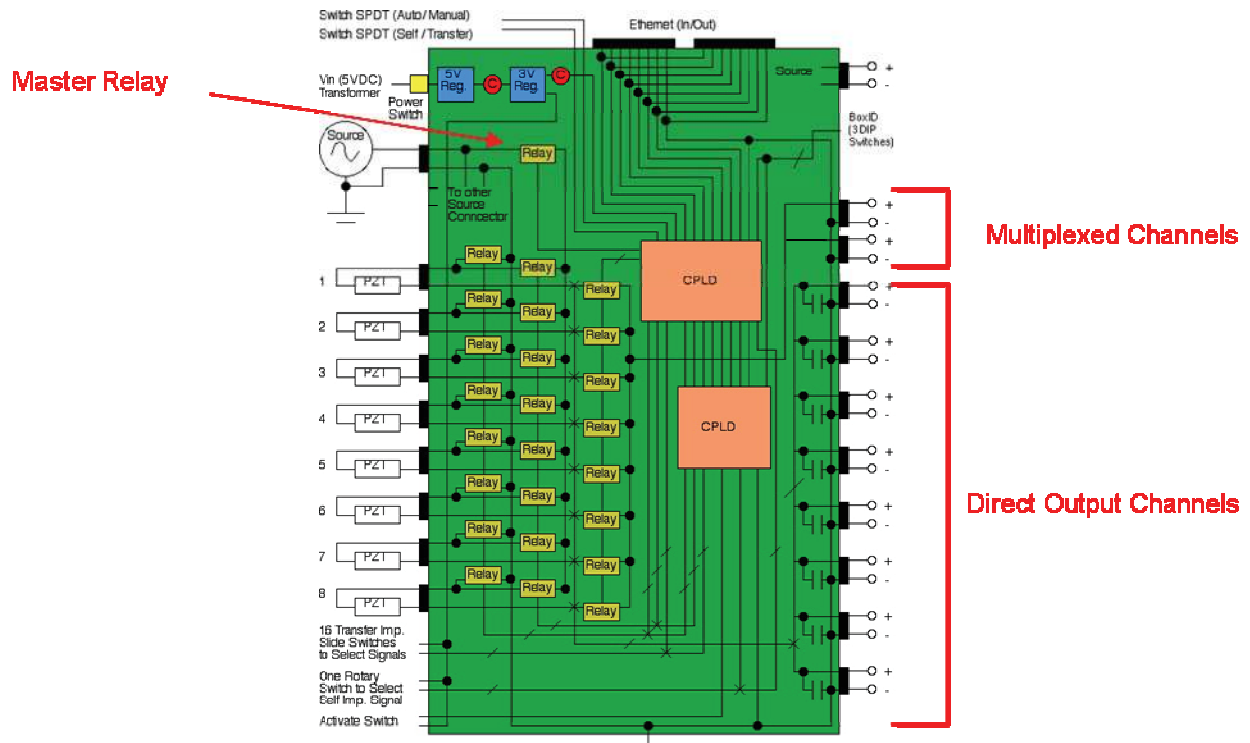 Switch SPDT (Auto/Manual)
Switch SPDT (Self/Transfer)
Ethernet (In/Out)
Master Relay
Vin (5VDC)
Transformer
Power
Switch
5V
Reg.
C
3V
Reg.
C
Source
+
-
BoxID
(3DIP
Switches)
Source
Relay
To other
Source
Conncector
+
-
+
-
Multiplexed Channels
CPLD
CPLD
1
PZT
Relay
Relay
Relay
2
PZT
Relay
Relay
Relay
3
PZT
Relay
Relay
Relay
4
PZT
Relay
Relay
Relay
5
PZT
Relay
Relay
Relay
6
PZT
Relay
Relay
Relay
7
PZT
Relay
Relay
Relay
8
PZT
Relay
Relay
Relay
+
-
+
-
+
-
+
-
+
-
+
-
+
-
+
-
Direct Output Channels
16 Transfer Imp.
Slide Switches
to Select Signals
One Rotary
Switch to Select
Self Imp. Signal
Activate Switch